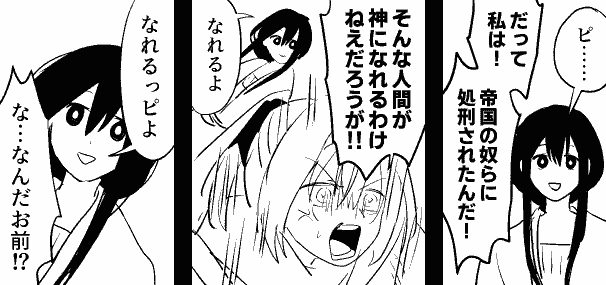 ピ……
だって
私は!
帝国の奴らに
処刑されたんだ!
そんな人間が
神になれるわけ
ねえだろうが!!
なれるよ
なれるっピよ
な…なんだお前!?